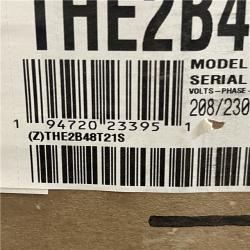 THE2B4
MODEL
SERIAL
VOLTS-PHASE-
208/230
1 94720 23395 1
(Z)THE2B48T21S